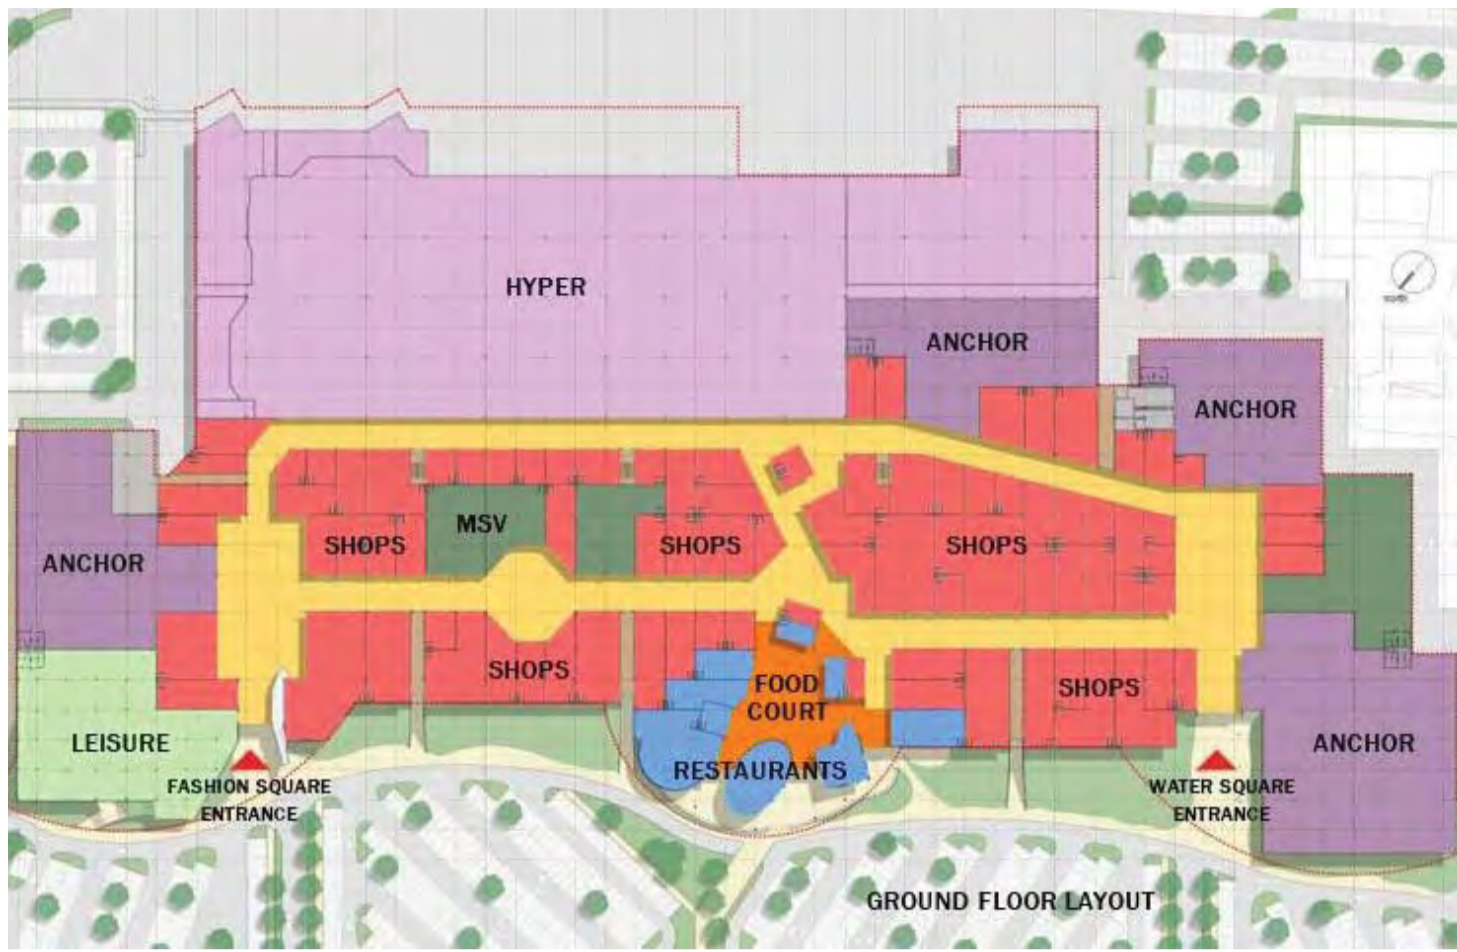 HYPER
ANCHOR
ANCHOR
MSV
SHOPS
SHOPS
SHOPS
ANCHOR
SHOPS
FOOD
COURT
SHOPS
LEISURE
RESTAURANTS
ANCHOR
FASHION SQUARE
ENTRANCE
WATER SQUARE
ENTRANCE
GROUND FLOOR LAYOUT